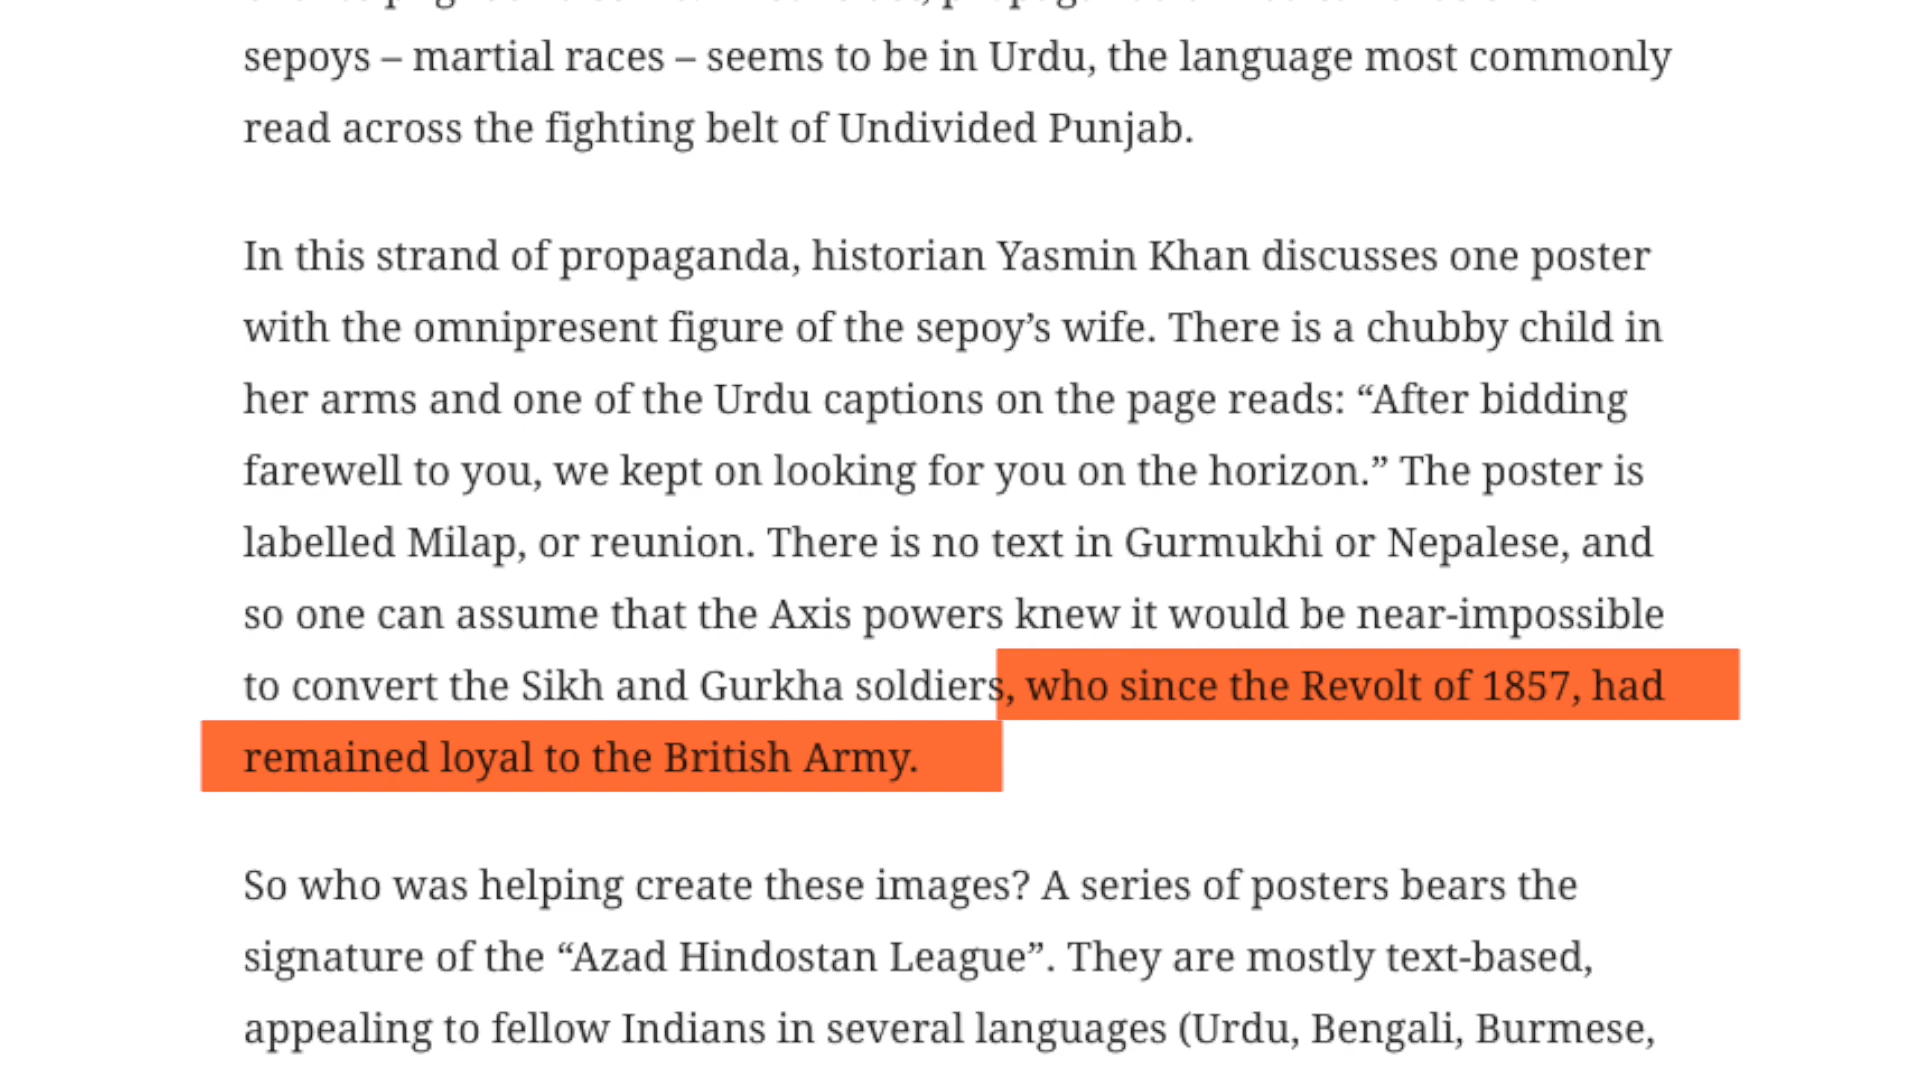 sepoys – martial races – seems to be in Urdu, the language most commonly
read across the fighting belt of Undivided Punjab.
In this strand of propaganda, historian Yasmin Khan discusses one poster
with the omnipresent figure of the sepoy’s wife. There is a chubby child in
her arms and one of the Urdu captions on the page reads: “After bidding
farewell to you, we kept on looking for you on the horizon.” The poster is
labelled Milap, or reunion. There is no text in Gurmukhi or Nepalese, and
so one can assume that the Axis powers knew it would be near-impossible
to convert the Sikh and Gurkha soldiers, who since the Revolt of 1857, had
remained loyal to the British Army.
So who was helping create these images? A series of posters bears the
signature of the “Azad Hindostan League”. They are mostly text-based,
appealing to fellow Indians in several languages (Urdu, Bengali, Burmese,